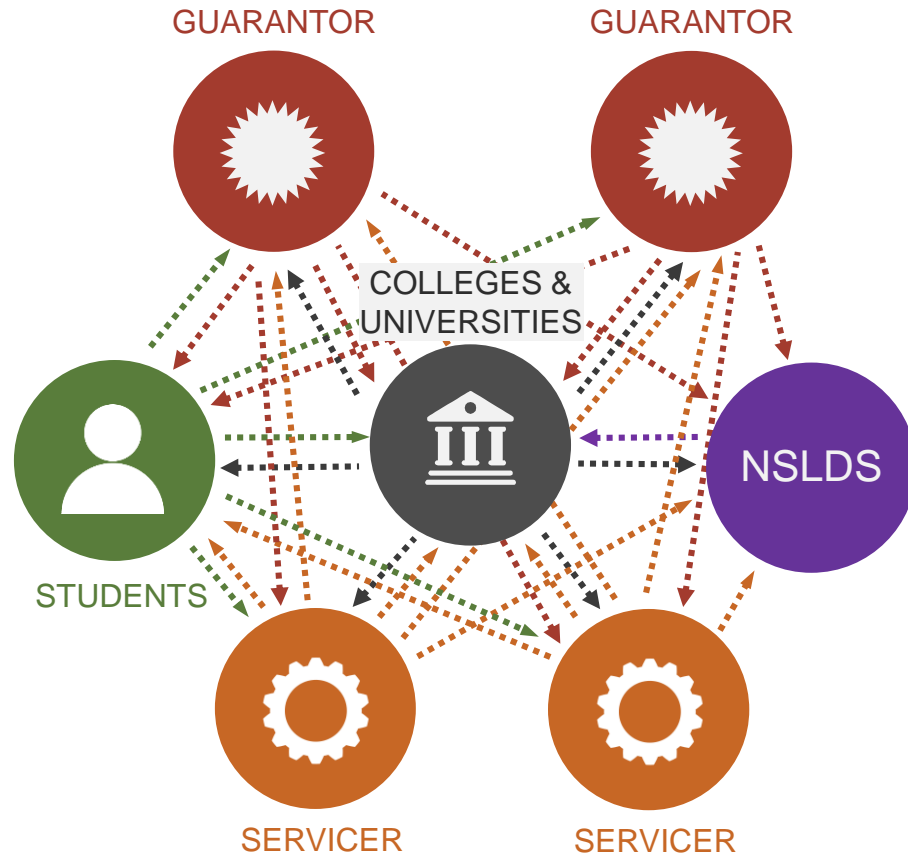 GUARANTOR
GUARANTOR
COLLEGES &
UNIVERSITIES
NSLDS
STUDENTS
SERVICER
SERVICER